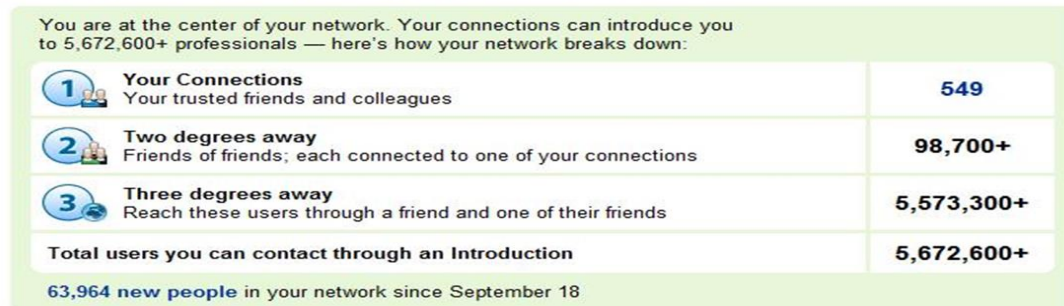 You are at the center of your network. Your connections can introduce you
to 5,672,600+ professionals — here's how your network breaks down:
1 Your Connections
Your trusted friends and colleagues
549
2 Two degrees away
Friends of friends; each connected to one of your connections
98,700+
3 Three degrees away
Reach these users through a friend and one of their friends
5,573,300+
Total users you can contact through an Introduction 5,672,600+
63,964 new people in your network since September 18